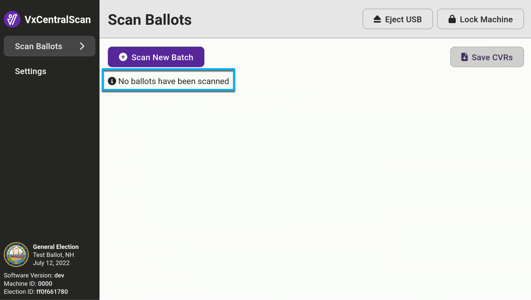 VxCentralScan
Scan Ballots
Settings
General Election
Test Ballot, NH
July 12, 2022
Software Version: dev
Machine ID: 0000
Election ID: ff0f661780
Scan Ballots
Eject USB
Lock Machine
Scan New Batch
Save CVRs
No ballots have been scanned